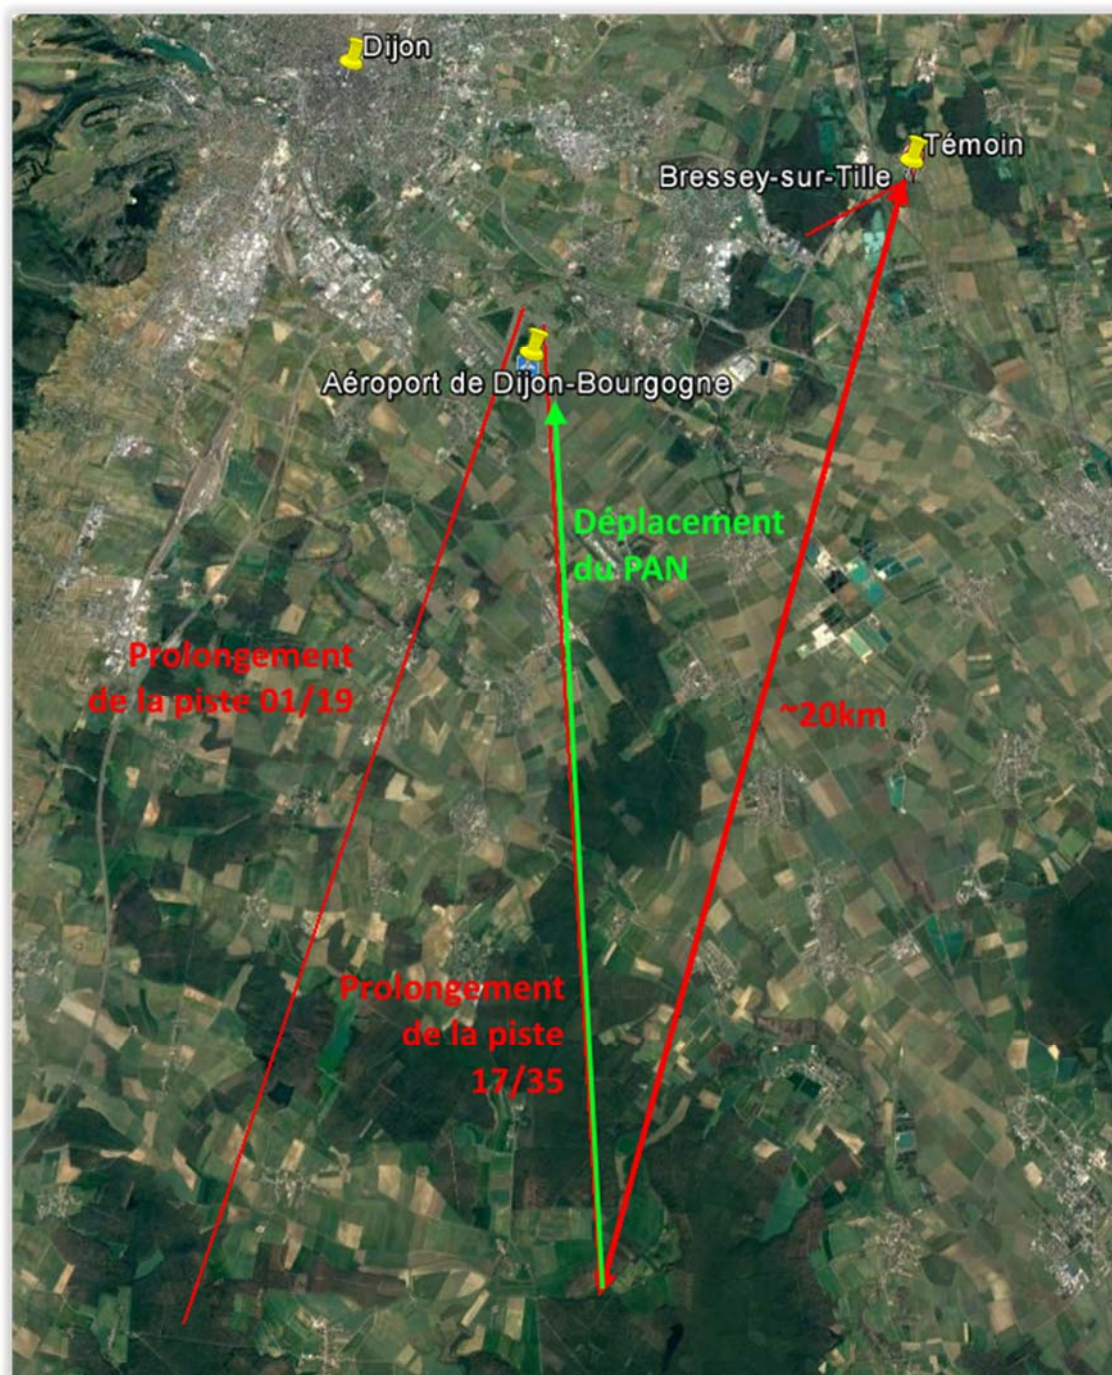 Dijon
Témoin
Bressey-sur-Tille
Aéroport de Dijon-Bourgogne
Déplacement
du PAN
Prolongement
de la piste 01/19
~20km
Prolongement
de la piste
17/35